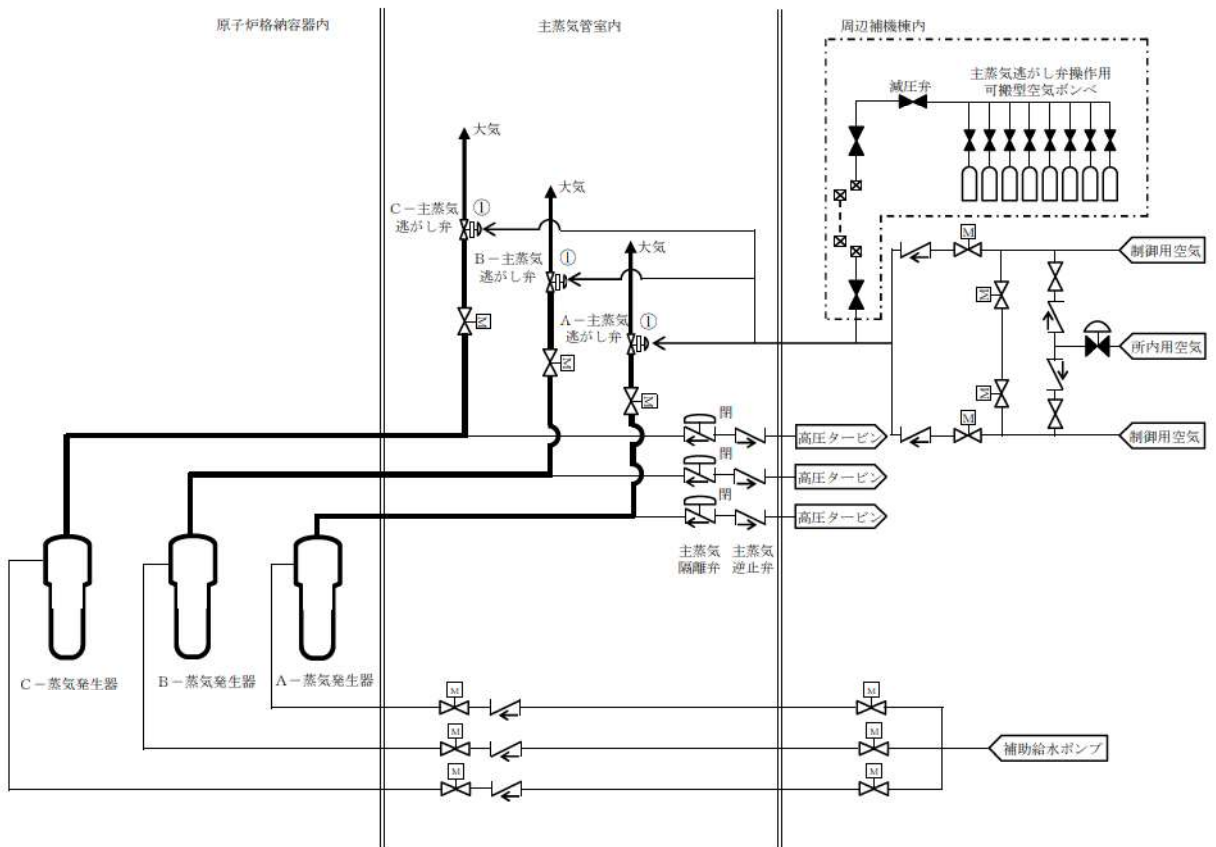 原子炉格納容器内
主蒸気管室内
周辺補機棟内
主蒸気逃がし弁操作用
可搬型空気ボンベ
減圧弁
大気
大気
大気
C－主蒸気
逃がし弁
①
B－主蒸気
逃がし弁
①
A－主蒸気
逃がし弁
①
M
M
M
M
制御用空気
M
所内用空気
M
M
制御用空気
閉
高圧タービン
閉
高圧タービン
閉
高圧タービン
主蒸気
隔離弁
主蒸気
逆止弁
C－蒸気発生器
B－蒸気発生器
A－蒸気発生器
M
M
M
M
補助給水ポンプ
M
M